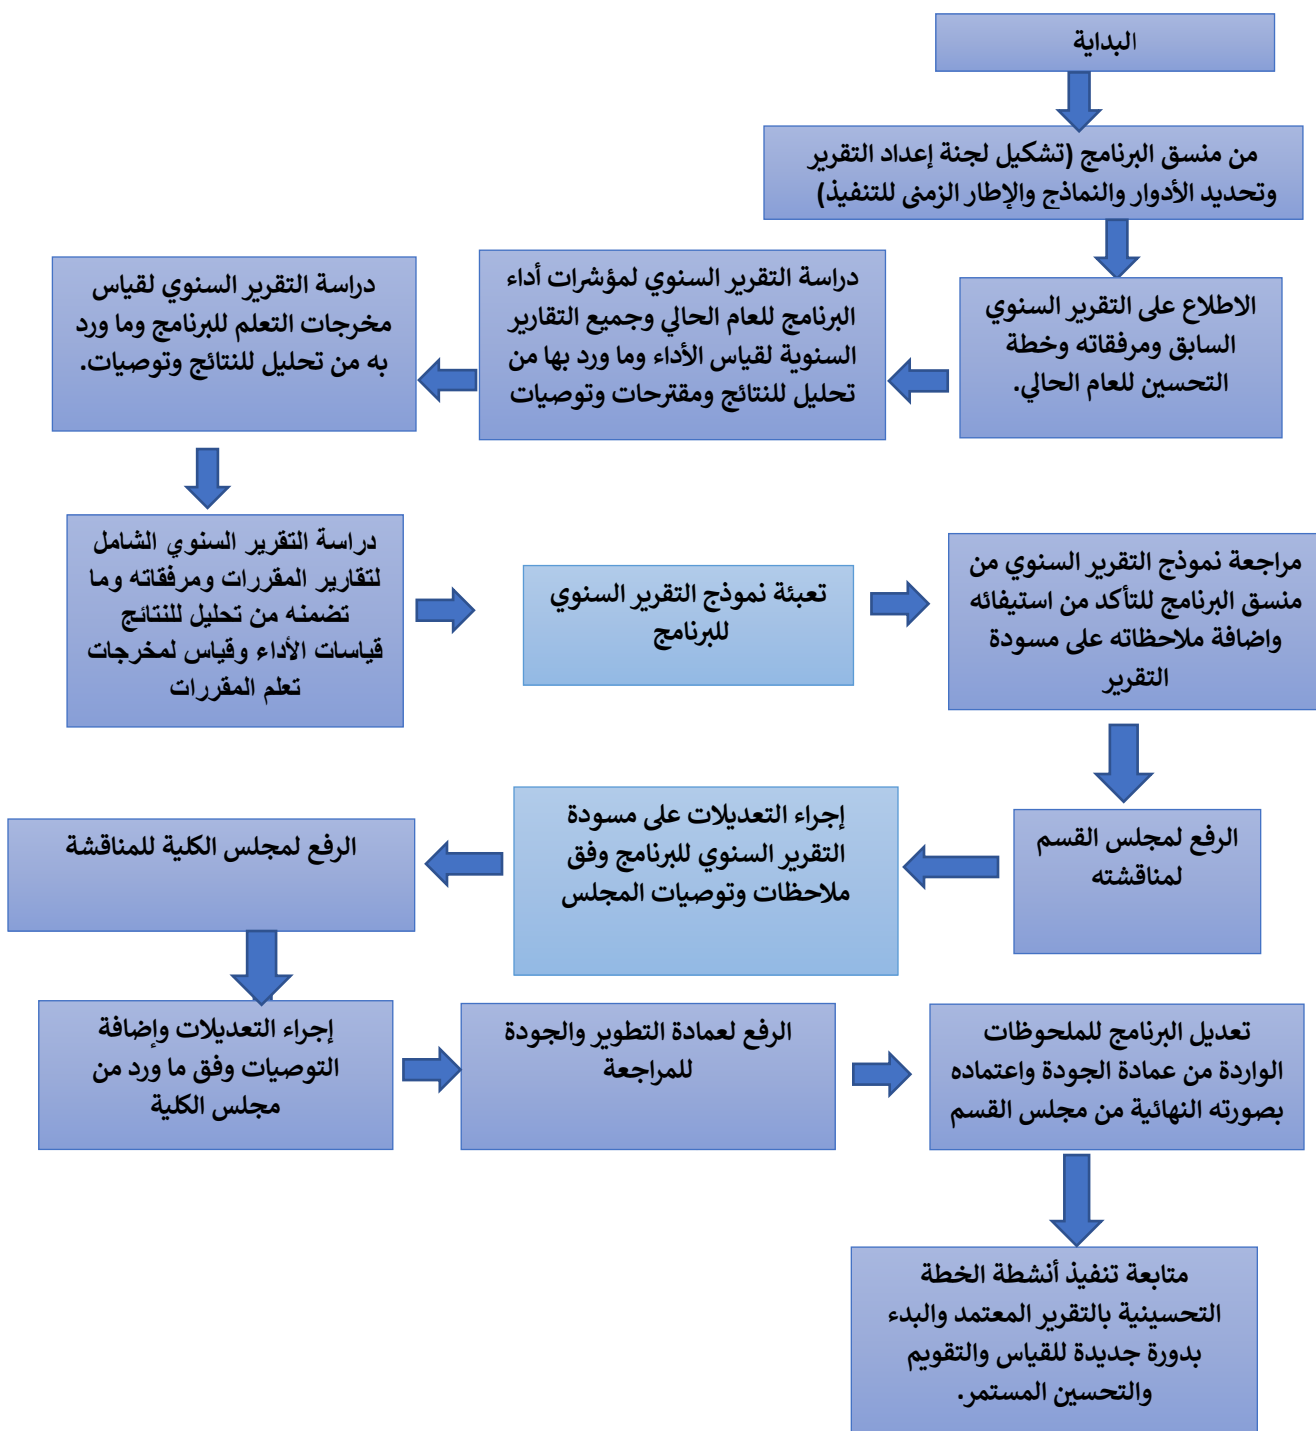 البداية
من منسق البرنامج (تشكيل لجنة إعداد التقرير
وتحديد الأدوار والنماذج والإطار الزمنى للتنفيذ)
الاطلاع على التقرير السنوي
السابق ومرفقاته وخطة
التحسين للعام الحالي.
دراسة التقرير السنوي لمؤشرات أداء
البرنامج للعام الحالي وجميع التقارير
السنوية لقياس الأداء وما ورد بها من
تحليل للنتائج ومقترحات وتوصيات
دراسة التقرير السنوي لقياس
مخرجات التعلم للبرنامج وما ورد
به من تحليل للنتائج وتوصيات.
دراسة التقرير السنوي الشامل
لتقارير المقررات ومرفقاته وما
تضمنه من تحليل للنتائج
قياسات الأداء وقياس لمخرجات
تعلم المقررات
تعبئة نموذج التقرير السنوي
للبرنامج
مراجعة نموذج التقرير السنوي من
منسق البرنامج للتأكد من استيفائه
واضافة ملاحظاته على مسودة
التقرير
الرفع لمجلس القسم
لمناقشته
إجراء التعديلات على مسودة
التقرير السنوي للبرنامج وفق
ملاحظات وتوصيات المجلس
الرفع لمجلس الكلية للمناقشة
إجراء التعديلات وإضافة
التوصيات وفق ما ورد من
مجلس الكلية
الرفع لعمادة التطوير والجودة
للمراجعة
تعديل البرنامج للملحوظات
الواردة من عمادة الجودة واعتماده
بصورته النهائية من مجلس القسم
متابعة تنفيذ أنشطة الخطة
التحسينية بالتقرير المعتمد والبدء
بدورة جديدة للقياس والتقويم
والتحسين المستمر.